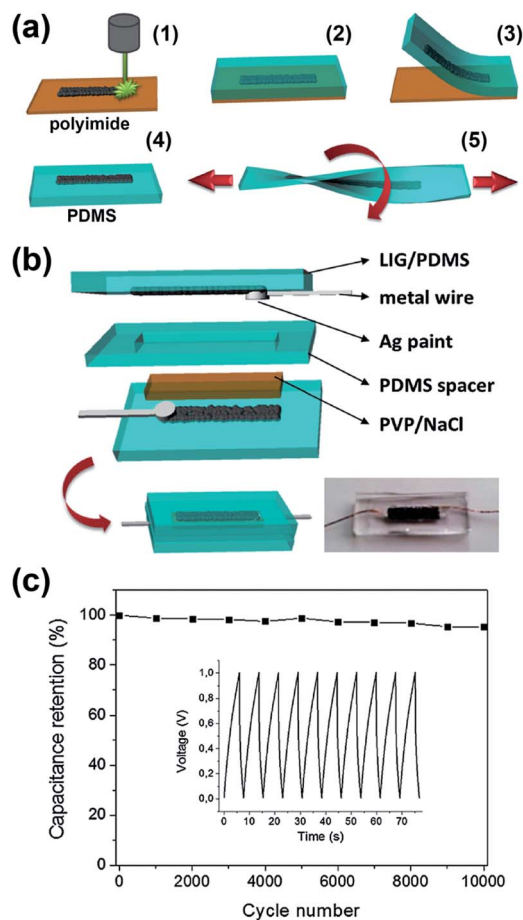 (a)
(1)
(2)
(3)
polyimide
(4)
(5)
PDMS
(b)
LIG/PDMS
metal wire
Ag paint
PDMS spacer
PVP/NaCl
(c)
Capacitance retention (%)
100
80
60
40
20
0
1,0
0,8
0,6
0,4
0,2
0,0
Voltage (V)
0 10 20 30 40 50 60 70
Time (s)
0 2000 4000 6000 8000 10000
Cycle number